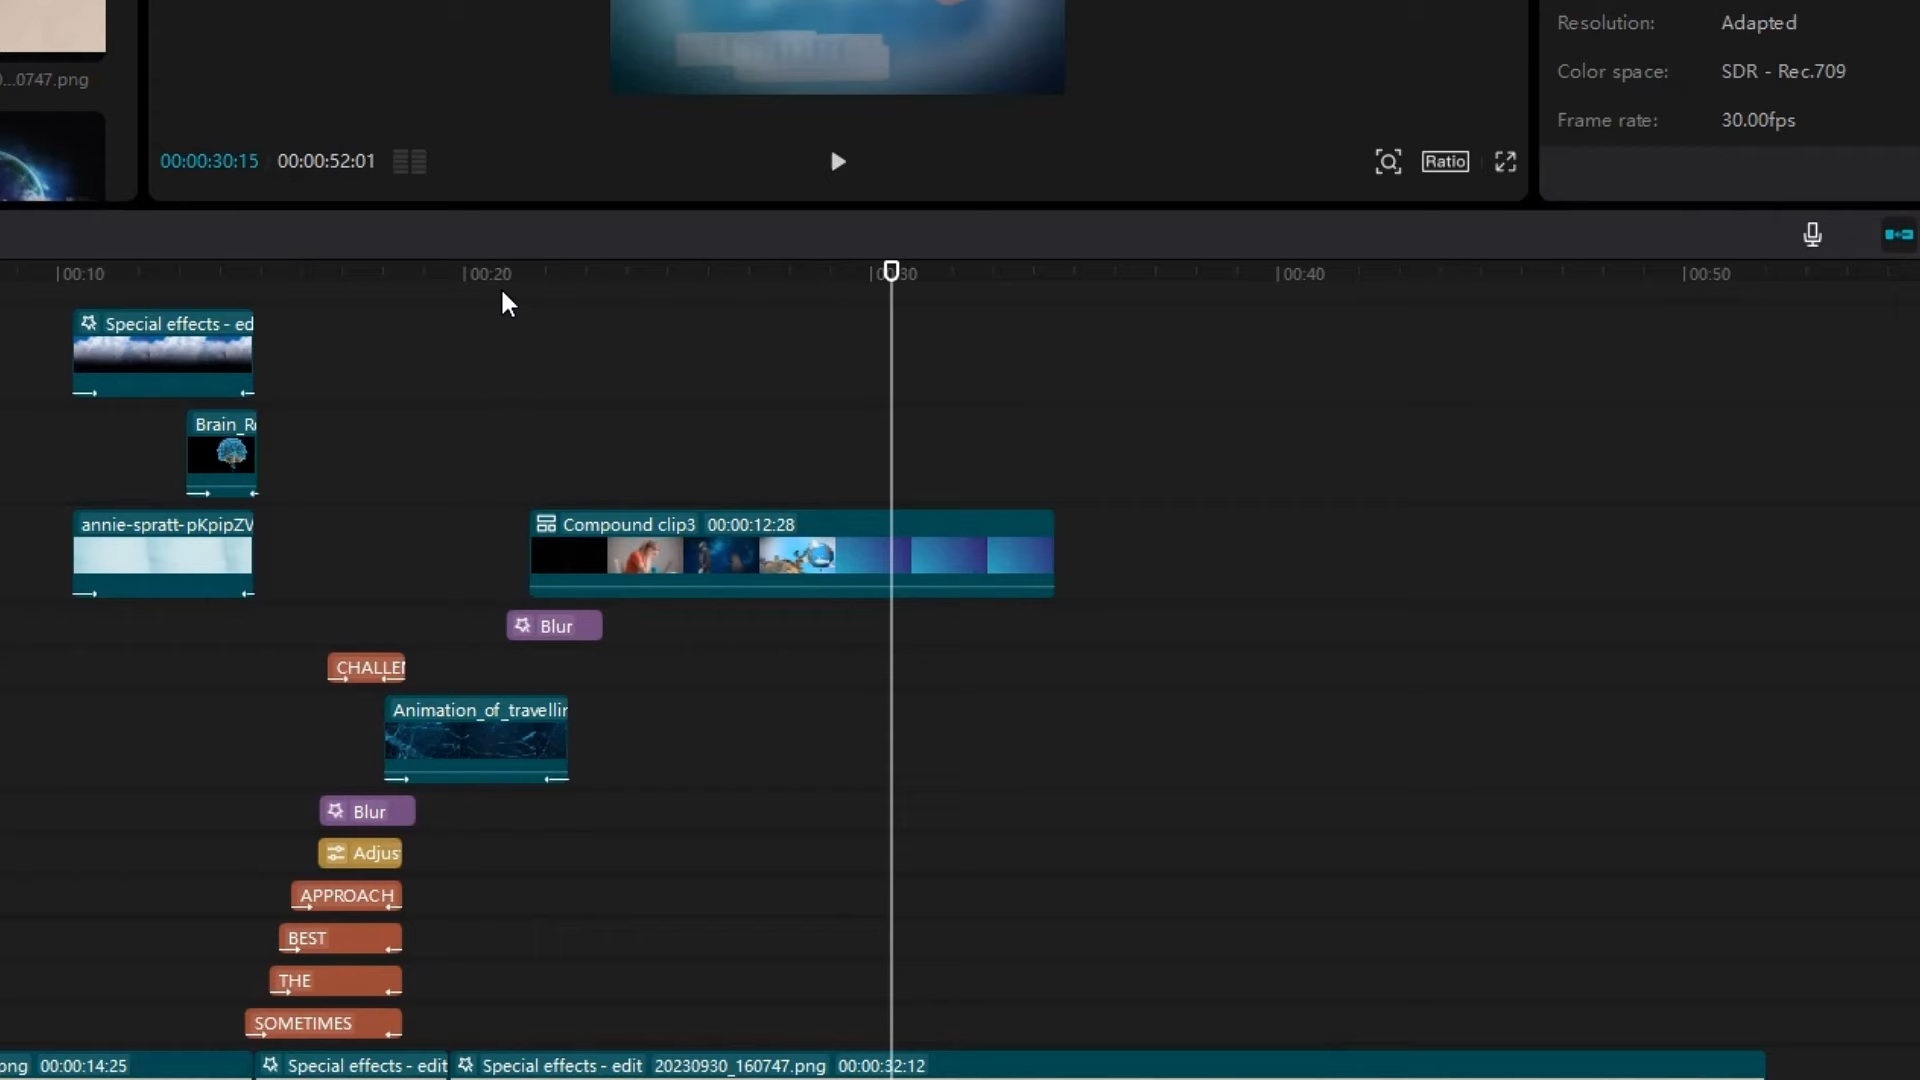 ...0747.png
Resolution: Adapted
Color space: SDR - Rec.709
Frame rate: 30.00fps
00:00:30:15 00:00:52:01
Ratio
00:10 00:20 00:30 00:40 00:50
Special effects - ed
Brain_R
annie-spratt-pKpipZV
Compound clip3 00:00:12:28
Blur
CHALLEN
Animation_of_travellin
Blur
Adjus
APPROACH
BEST
THE
SOMETIMES
png 00:00:14:25 Special effects - edit Special effects - edit 20230930_160747.png 00:00:32:12